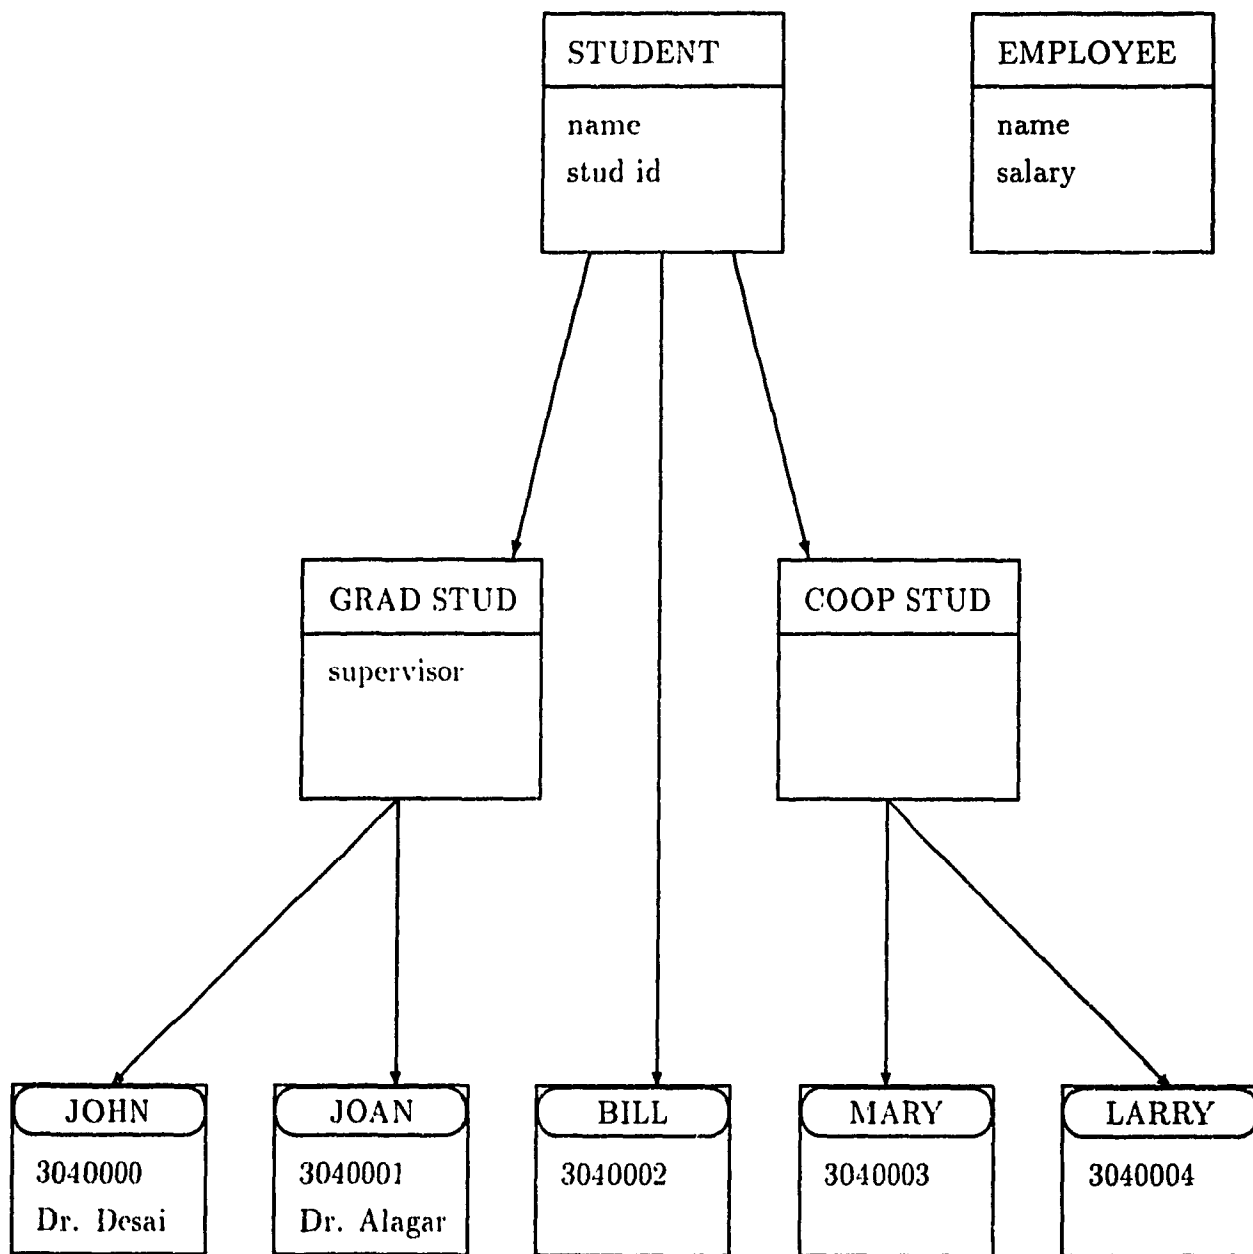 STUDENT
name
stud id
EMPLOYEE
name
salary
GRAD STUD
supervisor
COOP STUD
JOHN
3040000
Dr. Desai
JOAN
3040001
Dr. Alagar
BILL
3040002
MARY
3040003
LARRY
3040004